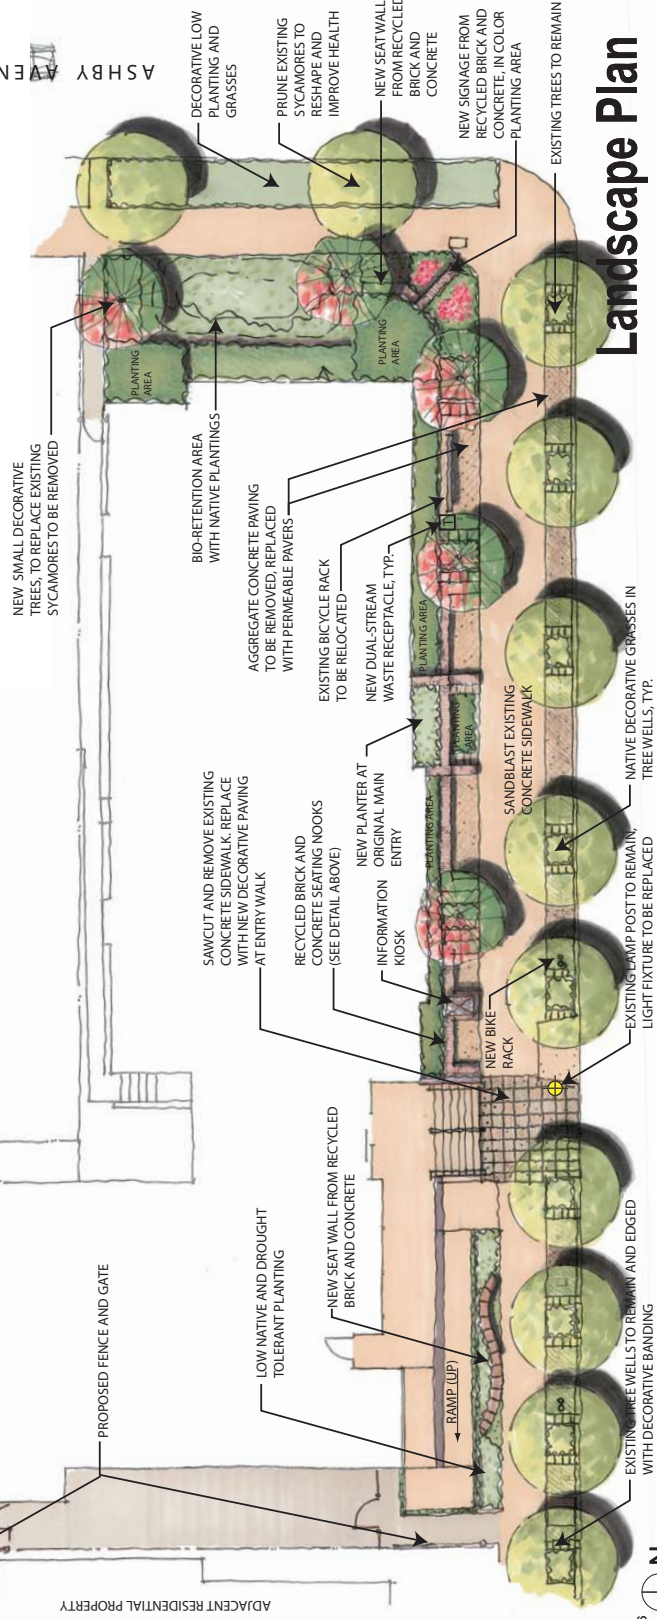 Landscape Plan
ASHBY AVEN
DECORATIVE LOW
PLANTING AND
GRASSES
PRUNE EXISTING
SYCAMORES TO
RESHAPE AND
IMPROVE HEALTH
NEW SEAT WALL
FROM RECYCLED
BRICK AND
CONCRETE
NEW SIGNAGE FROM
RECYCLED BRICK AND
CONCRETE, IN COLOR
PLANTING AREA
EXISTING TREES TO REMAIN
NEW SMALL DECORATIVE
TREES, TO REPLACE EXISTING
SYCAMORES TO BE REMOVED
PLANTING
AREA
PLANTING
AREA
BIO-RETENTION AREA
WITH NATIVE PLANTINGS
AGGREGATE CONCRETE PAVING
TO BE REMOVED, REPLACED
WITH PERMEABLE PAVERS
EXISTING BICYCLE RACK
TO BE RELOCATED
NEW DUAL-STREAM
WASTE RECEPTACLE, TYP.
PLANTING AREA
PLANTING
AREA
PLANTING AREA
SANDBLAST EXISTING
CONCRETE SIDEWALK
NATIVE DECORATIVE GRASSES IN
TREE WELLS, TYP.
SAWCUT AND REMOVE EXISTING
CONCRETE SIDEWALK. REPLACE
WITH NEW DECORATIVE PAVING
AT ENTRY WALK
RECYCLED BRICK AND
CONCRETE SEATING NOOKS
(SEE DETAIL ABOVE)
NEW PLANTER AT
ORIGINAL MAIN
ENTRY
INFORMATION
KIOSK
NEW BIKE
RACK
EXISTING LAMP POST TO REMAIN,
LIGHT FIXTURE TO BE REPLACED
PROPOSED FENCE AND GATE
LOW NATIVE AND DROUGHT
TOLERANT PLANTING
NEW SEAT WALL FROM RECYCLED
BRICK AND CONCRETE
RAMP (UP)
EXISTING TREE WELLS TO REMAIN AND EDGED
WITH DECORATIVE BANDING
ADJACENT RESIDENTIAL PROPERTY
S
N